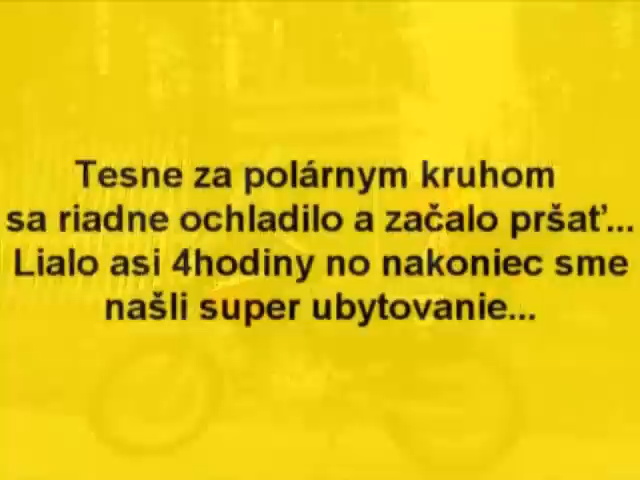 Tesne za polárnym kruhom
sa riadne ochladilo a začalo pršať...
Lialo asi 4hodiny no nakoniec sme
našli super ubytovanie...